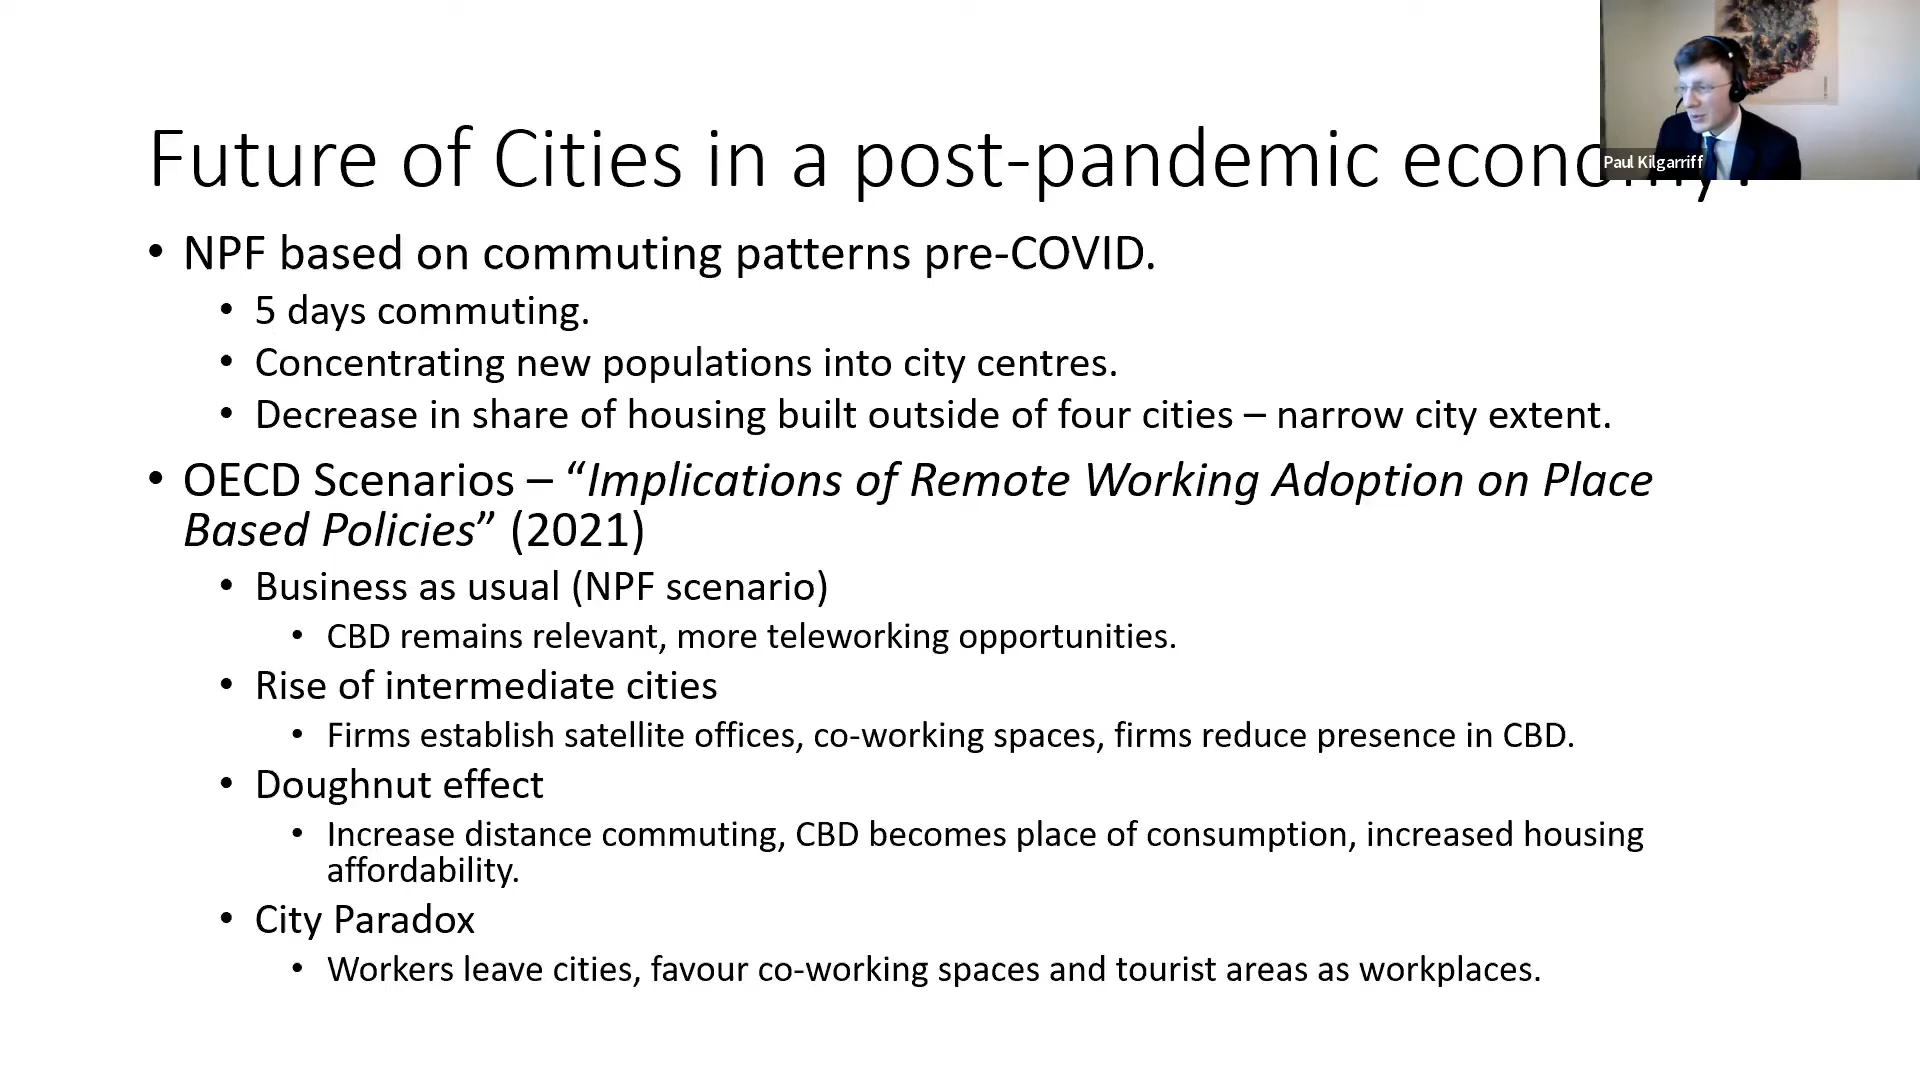 Future of Cities in a post-pandemic economy?
Paul Kilgarriff
• NPF based on commuting patterns pre-COVID.
• 5 days commuting.
• Concentrating new populations into city centres.
• Decrease in share of housing built outside of four cities – narrow city extent.
• OECD Scenarios – “Implications of Remote Working Adoption on Place
Based Policies” (2021)
• Business as usual (NPF scenario)
• CBD remains relevant, more teleworking opportunities.
• Rise of intermediate cities
• Firms establish satellite offices, co-working spaces, firms reduce presence in CBD.
• Doughnut effect
• Increase distance commuting, CBD becomes place of consumption, increased housing
affordability.
• City Paradox
• Workers leave cities, favour co-working spaces and tourist areas as workplaces.